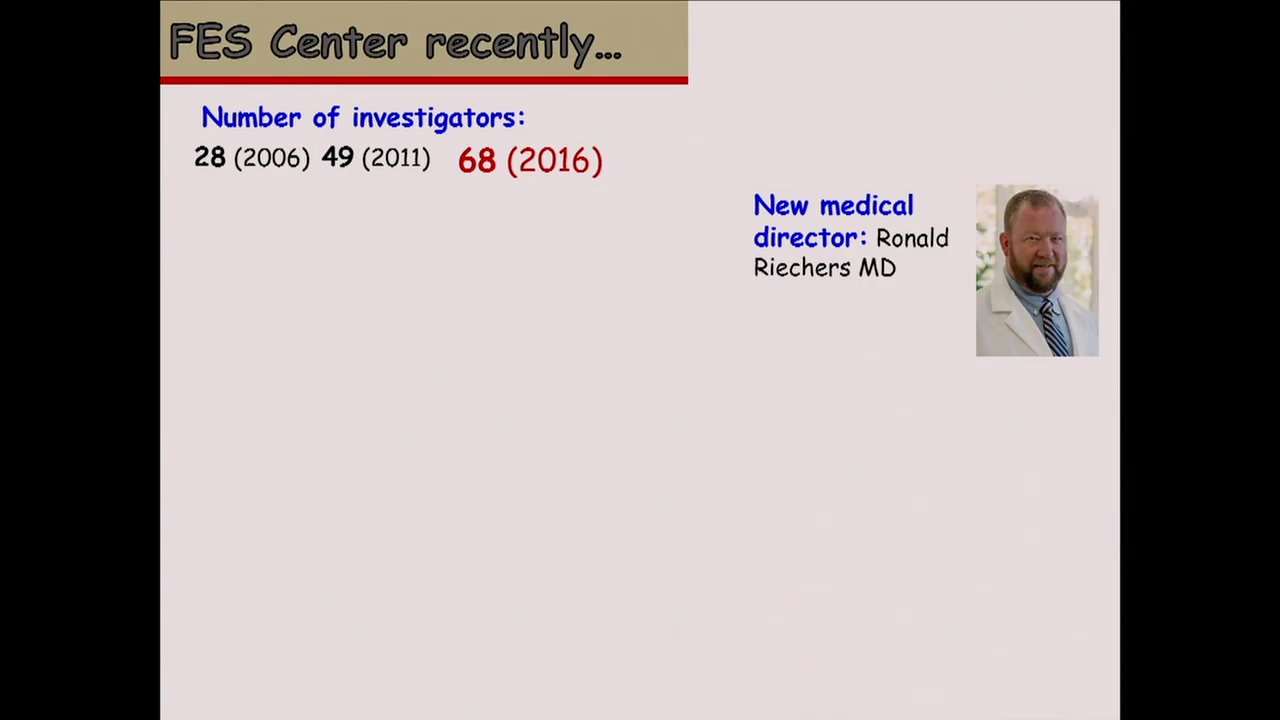 FES Center recently...
Number of investigators:
28 (2006) 49 (2011) 68 (2016)
New medical
director: Ronald
Riechers MD